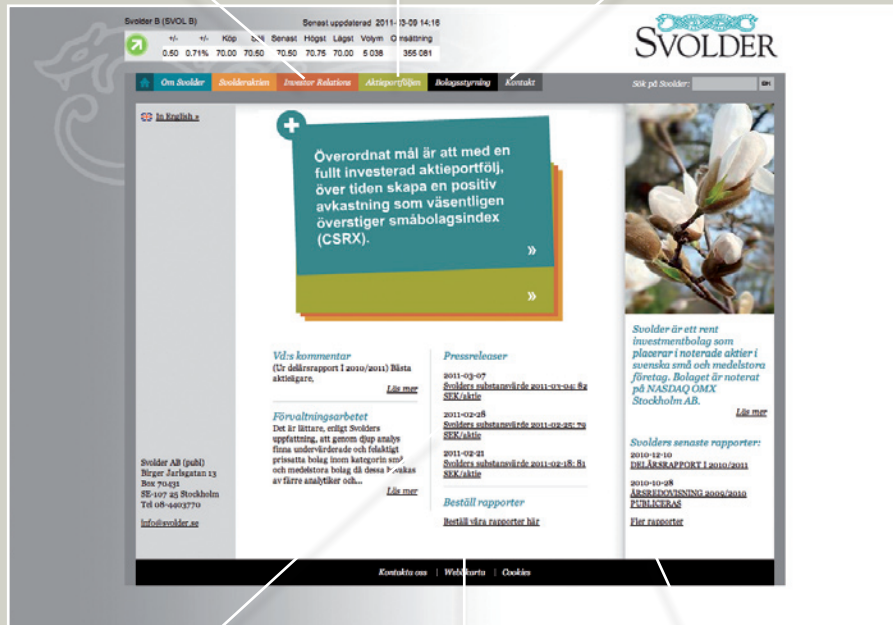 Svolder B (SVOL B) Senast uppdaterad 2011-03-09 14:16
+/- +/- Köp Sälj Senast Högst Lägst Volym Omsättning
0.50 0.71% 70.00 70.50 70.50 70.75 70.00 5 038 355 081
SVOLDER
Om Svolder Svolderaktien Investor Relations Aktieportföljen Bolagsstyrning Kontakt Sök på Svolder: OK
In English »
Överordnat mål är att med en
fullt investerad aktieportfölj,
över tiden skapa en positiv
avkastning som väsentligen
överstiger småbolagsindex
(CSRX).
»
»
Vd:s kommentar
(Ur delårsrapport I 2010/2011) Bästa
aktieägare,
Läs mer
Förvaltningsarbetet
Det är lättare, enligt Svolders
uppfattning, att genom djup analys
finna undervärderade och felaktigt
prissatta bolag inom kategorin små
och medelstora bolag då dessa bevakas
av färre analytiker och...
Läs mer
Pressreleaser
2011-03-07
Svolders substansvärde 2011-03-04: 82
SEK/aktie
2011-02-28
Svolders substansvärde 2011-02-25: 79
SEK/aktie
2011-02-21
Svolders substansvärde 2011-02-18: 81
SEK/aktie
Beställ rapporter
Beställ våra rapporter här
Svolder är ett rent
investmentbolag som
placerar i noterade aktier i
svenska små och medelstora
företag. Bolaget är noterat
på NASDAQ OMX
Stockholm AB.
Läs mer
Svolders senaste rapporter:
2010-12-10
DELÅRSRAPPORT I 2010/2011
2010-10-28
ÅRSREDOVISNING 2009/2010
PUBLICERAS
Fler rapporter
Svolder AB (publ)
Birger Jarlsgatan 13
Box 70431
SE-107 25 Stockholm
Tel 08-4403770
info@svolder.se
Kontakta oss | Webbkarta | Cookies